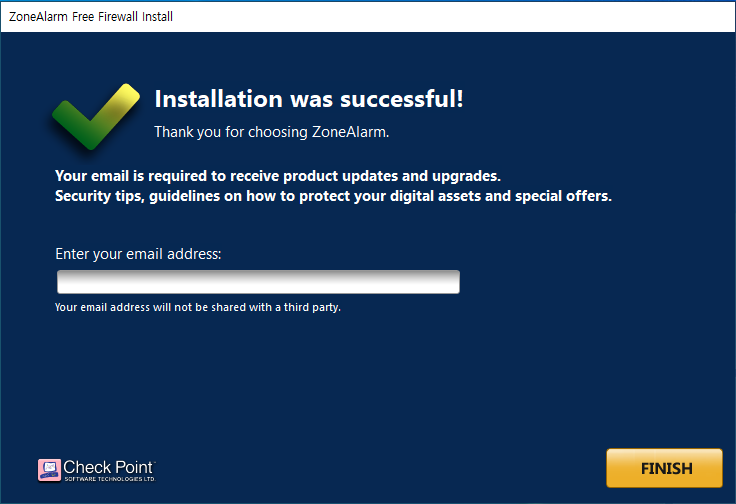 ZoneAlarm Free Firewall Install
Installation was successful!
Thank you for choosing ZoneAlarm.
Your email is required to receive product updates and upgrades.
Security tips, guidelines on how to protect your digital assets and special offers.
Enter your email address:
Your email address will not be shared with a third party.
Check Point™
SOFTWARE TECHNOLOGIES LTD.
FINISH